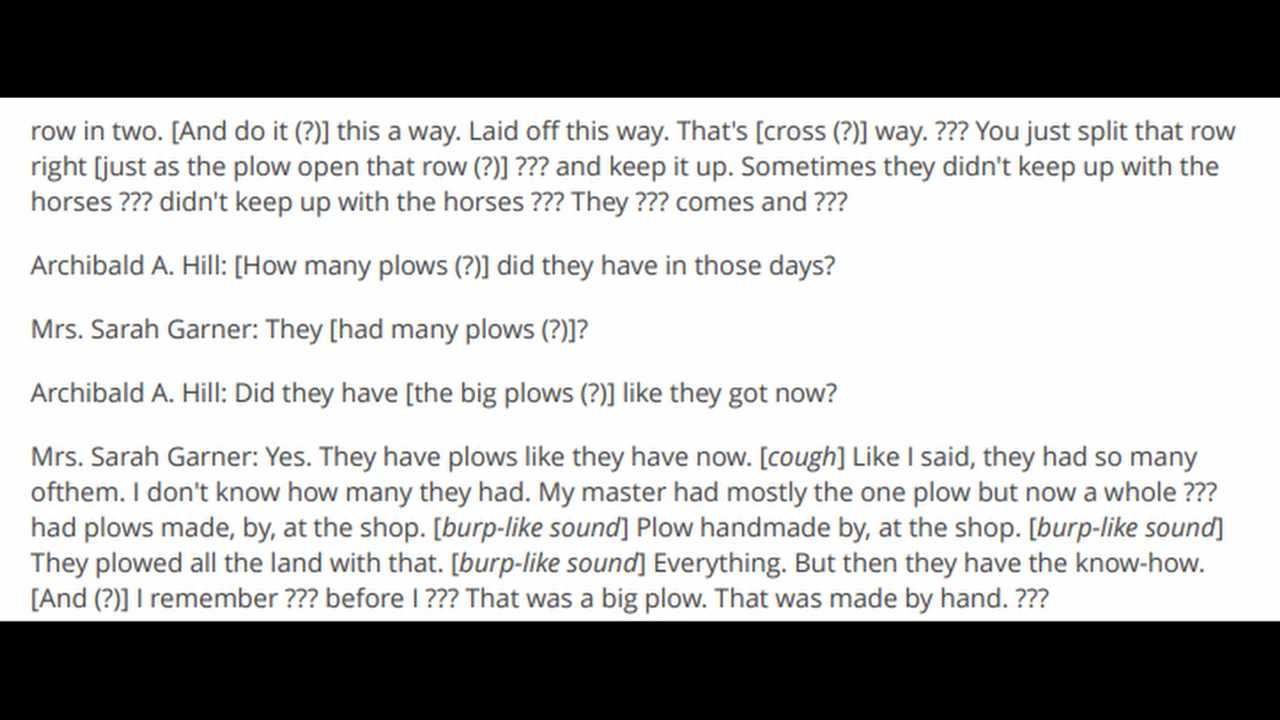 row in two. [And do it (?)] this a way. Laid off this way. That's [cross (?)] way. ??? You just split that row
right [just as the plow open that row (?)] ??? and keep it up. Sometimes they didn't keep up with the
horses ??? didn't keep up with the horses ??? They ??? comes and ???
Archibald A. Hill: [How many plows (?)] did they have in those days?
Mrs. Sarah Garner: They [had many plows (?)]?
Archibald A. Hill: Did they have [the big plows (?)] like they got now?
Mrs. Sarah Garner: Yes. They have plows like they have now. [cough] Like I said, they had so many
ofthem. I don't know how many they had. My master had mostly the one plow but now a whole ???
had plows made, by, at the shop. [burp-like sound] Plow handmade by, at the shop. [burp-like sound]
They plowed all the land with that. [burp-like sound] Everything. But then they have the know-how.
[And (?)] I remember ??? before I ??? That was a big plow. That was made by hand. ???